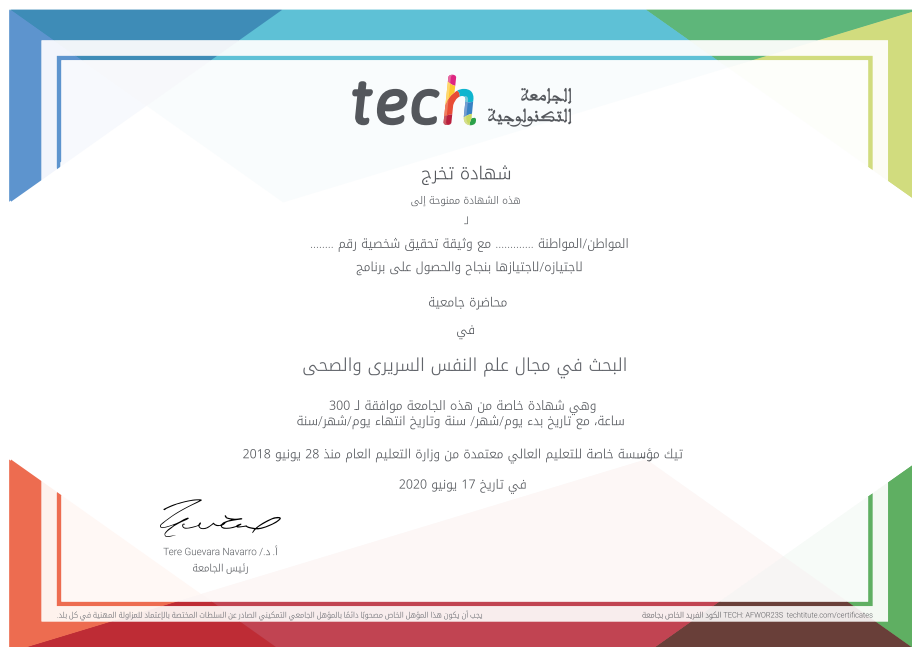 tech الجامعة
التكنولوجية
شهادة تخرج
هذه الشهادة ممنوحة إلى
لـ
المواطن/المواطنة ............. مع وثيقة تحقيق شخصية رقم ........
لاجتيازه/لاجتيازها بنجاح والحصول على برنامج
محاضرة جامعية
في
البحث في مجال علم النفس السريرى والصحى
وهي شهادة خاصة من هذه الجامعة موافقة لـ 300
ساعة، مع تاريخ بدء يوم/شهر/ سنة وتاريخ انتهاء يوم/شهر/سنة
تيك مؤسسة خاصة للتعليم العالي معتمدة من وزارة التعليم العام منذ 28 يونيو 2018
في تاريخ 17 يونيو 2020
أ. د./ Tere Guevara Navarro
رئيس الجامعة
يجب أن يكون هذا المؤهل الخاص مصحوبًا دائمًا بالمؤهل الجامعي التمكيني الصادر عن السلطات المختصة بالإعتماد للمزاولة المهنية في كل بلد.
الكود الفريد الخاص بجامعة TECH: AFWOR23S techtitute.com/certificates